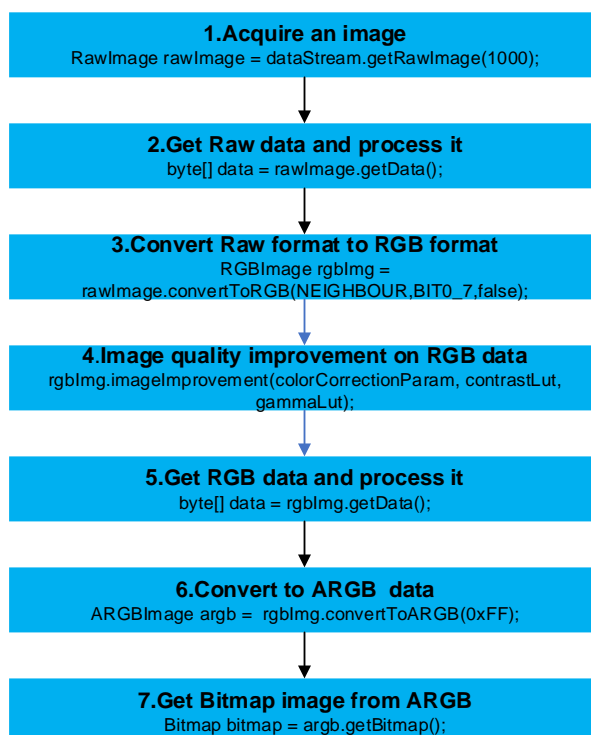 1.Acquire an image
RawImage rawImage = dataStream.getRawImage(1000);
2.Get Raw data and process it
byte[] data = rawImage.getData();
3.Convert Raw format to RGB format
RGBImage rgbImg =
rawImage.convertToRGB(NEIGHBOUR,BIT0_7,false);
4.Image quality improvement on RGB data
rgbImg.imageImprovement(colorCorrectionParam, contrastLut,
gammaLut);
5.Get RGB data and process it
byte[] data = rgbImg.getData();
6.Convert to ARGB data
ARGBImage argb = rgbImg.convertToARGB(0xFF);
7.Get Bitmap image from ARGB
Bitmap bitmap = argb.getBitmap();